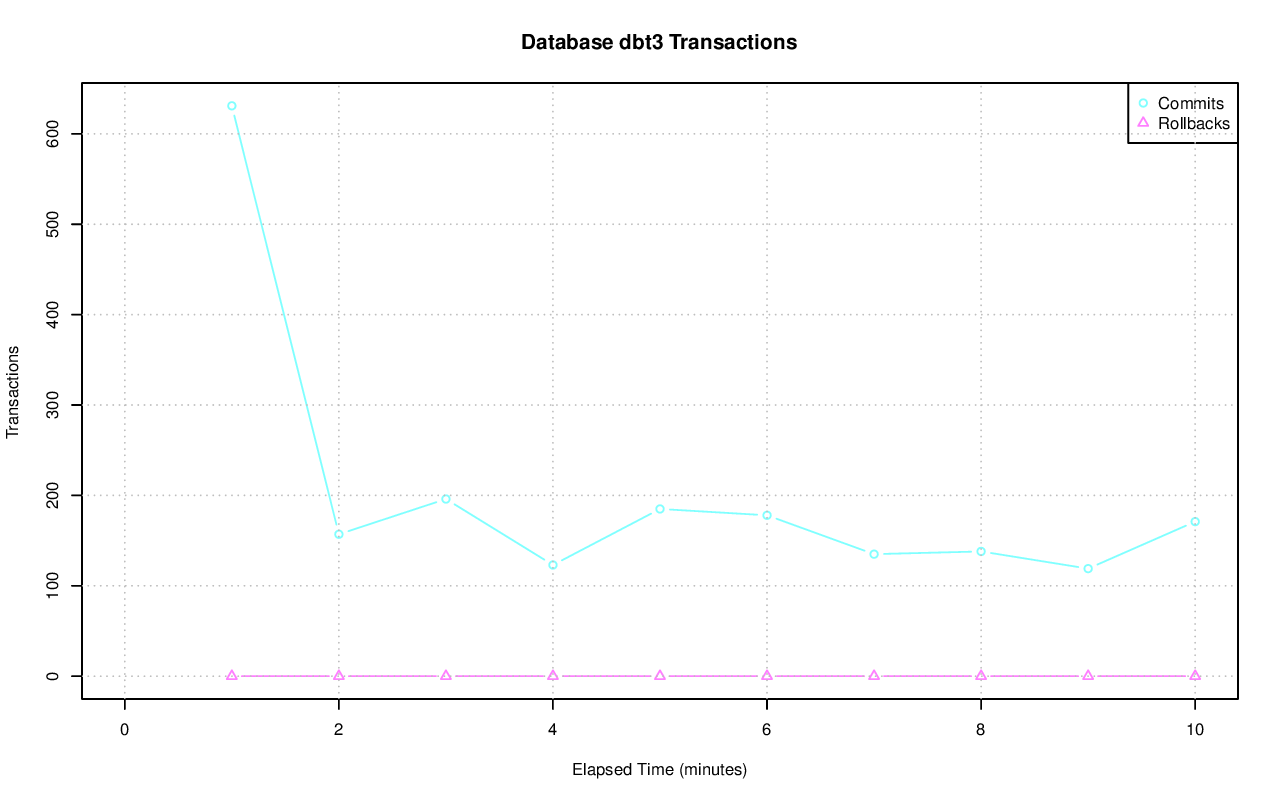 Database dbt3 Transactions
Commits
Rollbacks
Transactions
600
500
400
300
200
100
0
0 2 4 6 8 10
Elapsed Time (minutes)